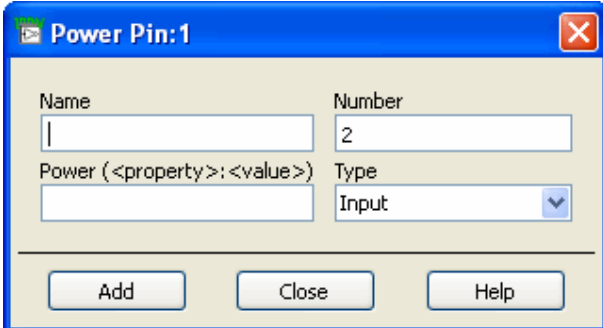 Power Pin:1
Name Number
2
Power (<property>:<value>) Type
Input
Add Close Help